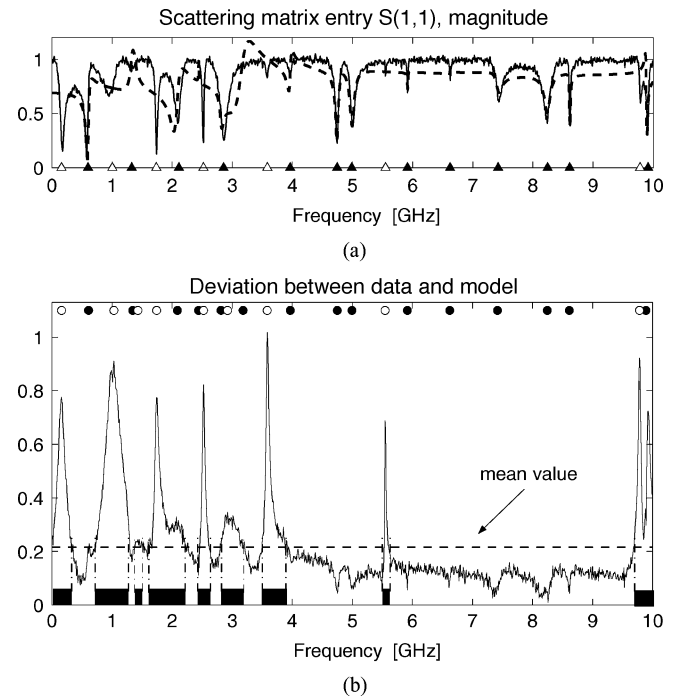 Scattering matrix entry S(1,1), magnitude
1
0.5
0
0 1 2 3 4 5 6 7 8 9 10
Frequency [GHz]
(a)
Deviation between data and model
1
0.8
0.6
mean value
0.4
0.2
0
0 1 2 3 4 5 6 7 8 9 10
Frequency [GHz]
(b)